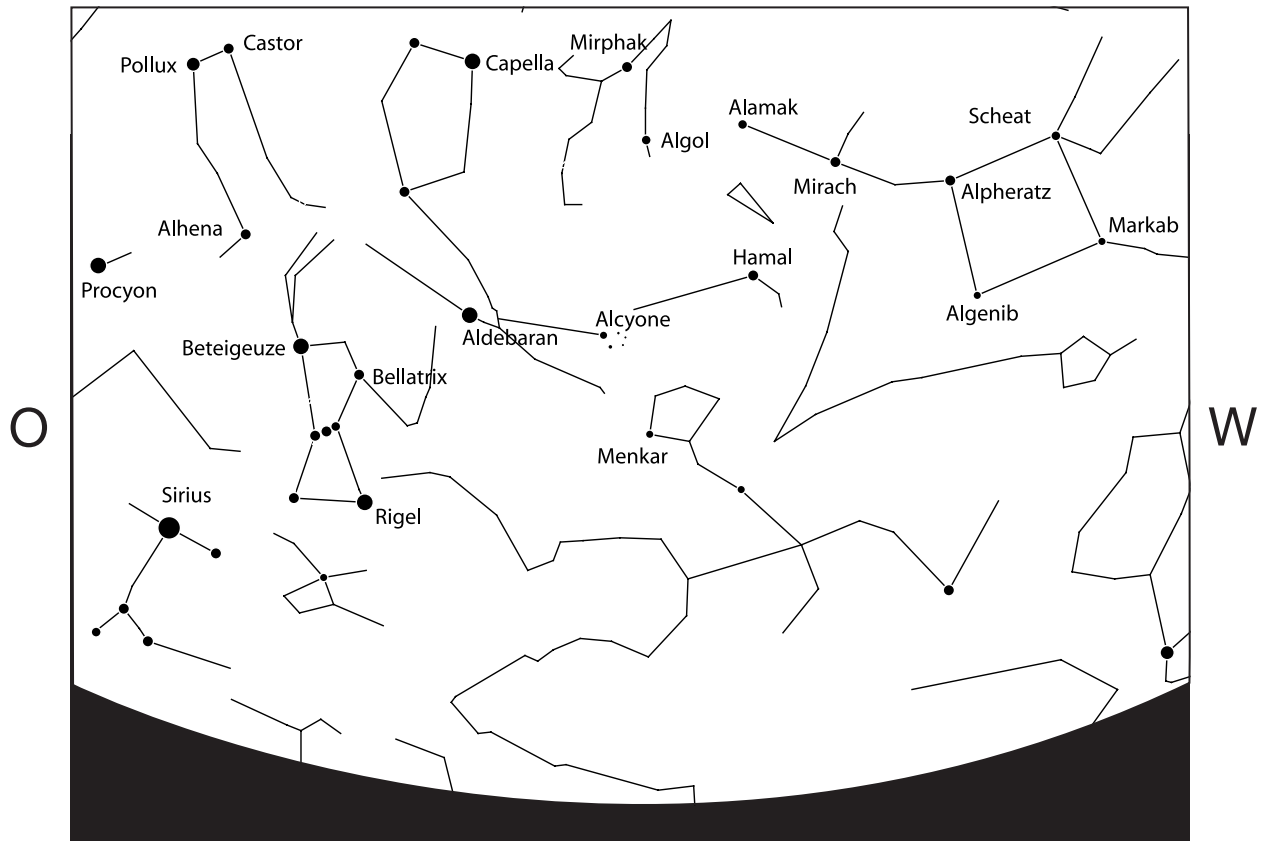 Castor
Pollux
Capella
Mirphak
Algol
Alamak
Scheat
Mirach
Alpheratz
Markab
Alhena
Procyon
Hamal
Algenib
Alcyone
Aldebaran
Beteigeuze
Bellatrix
O
W
Menkar
Sirius
Rigel